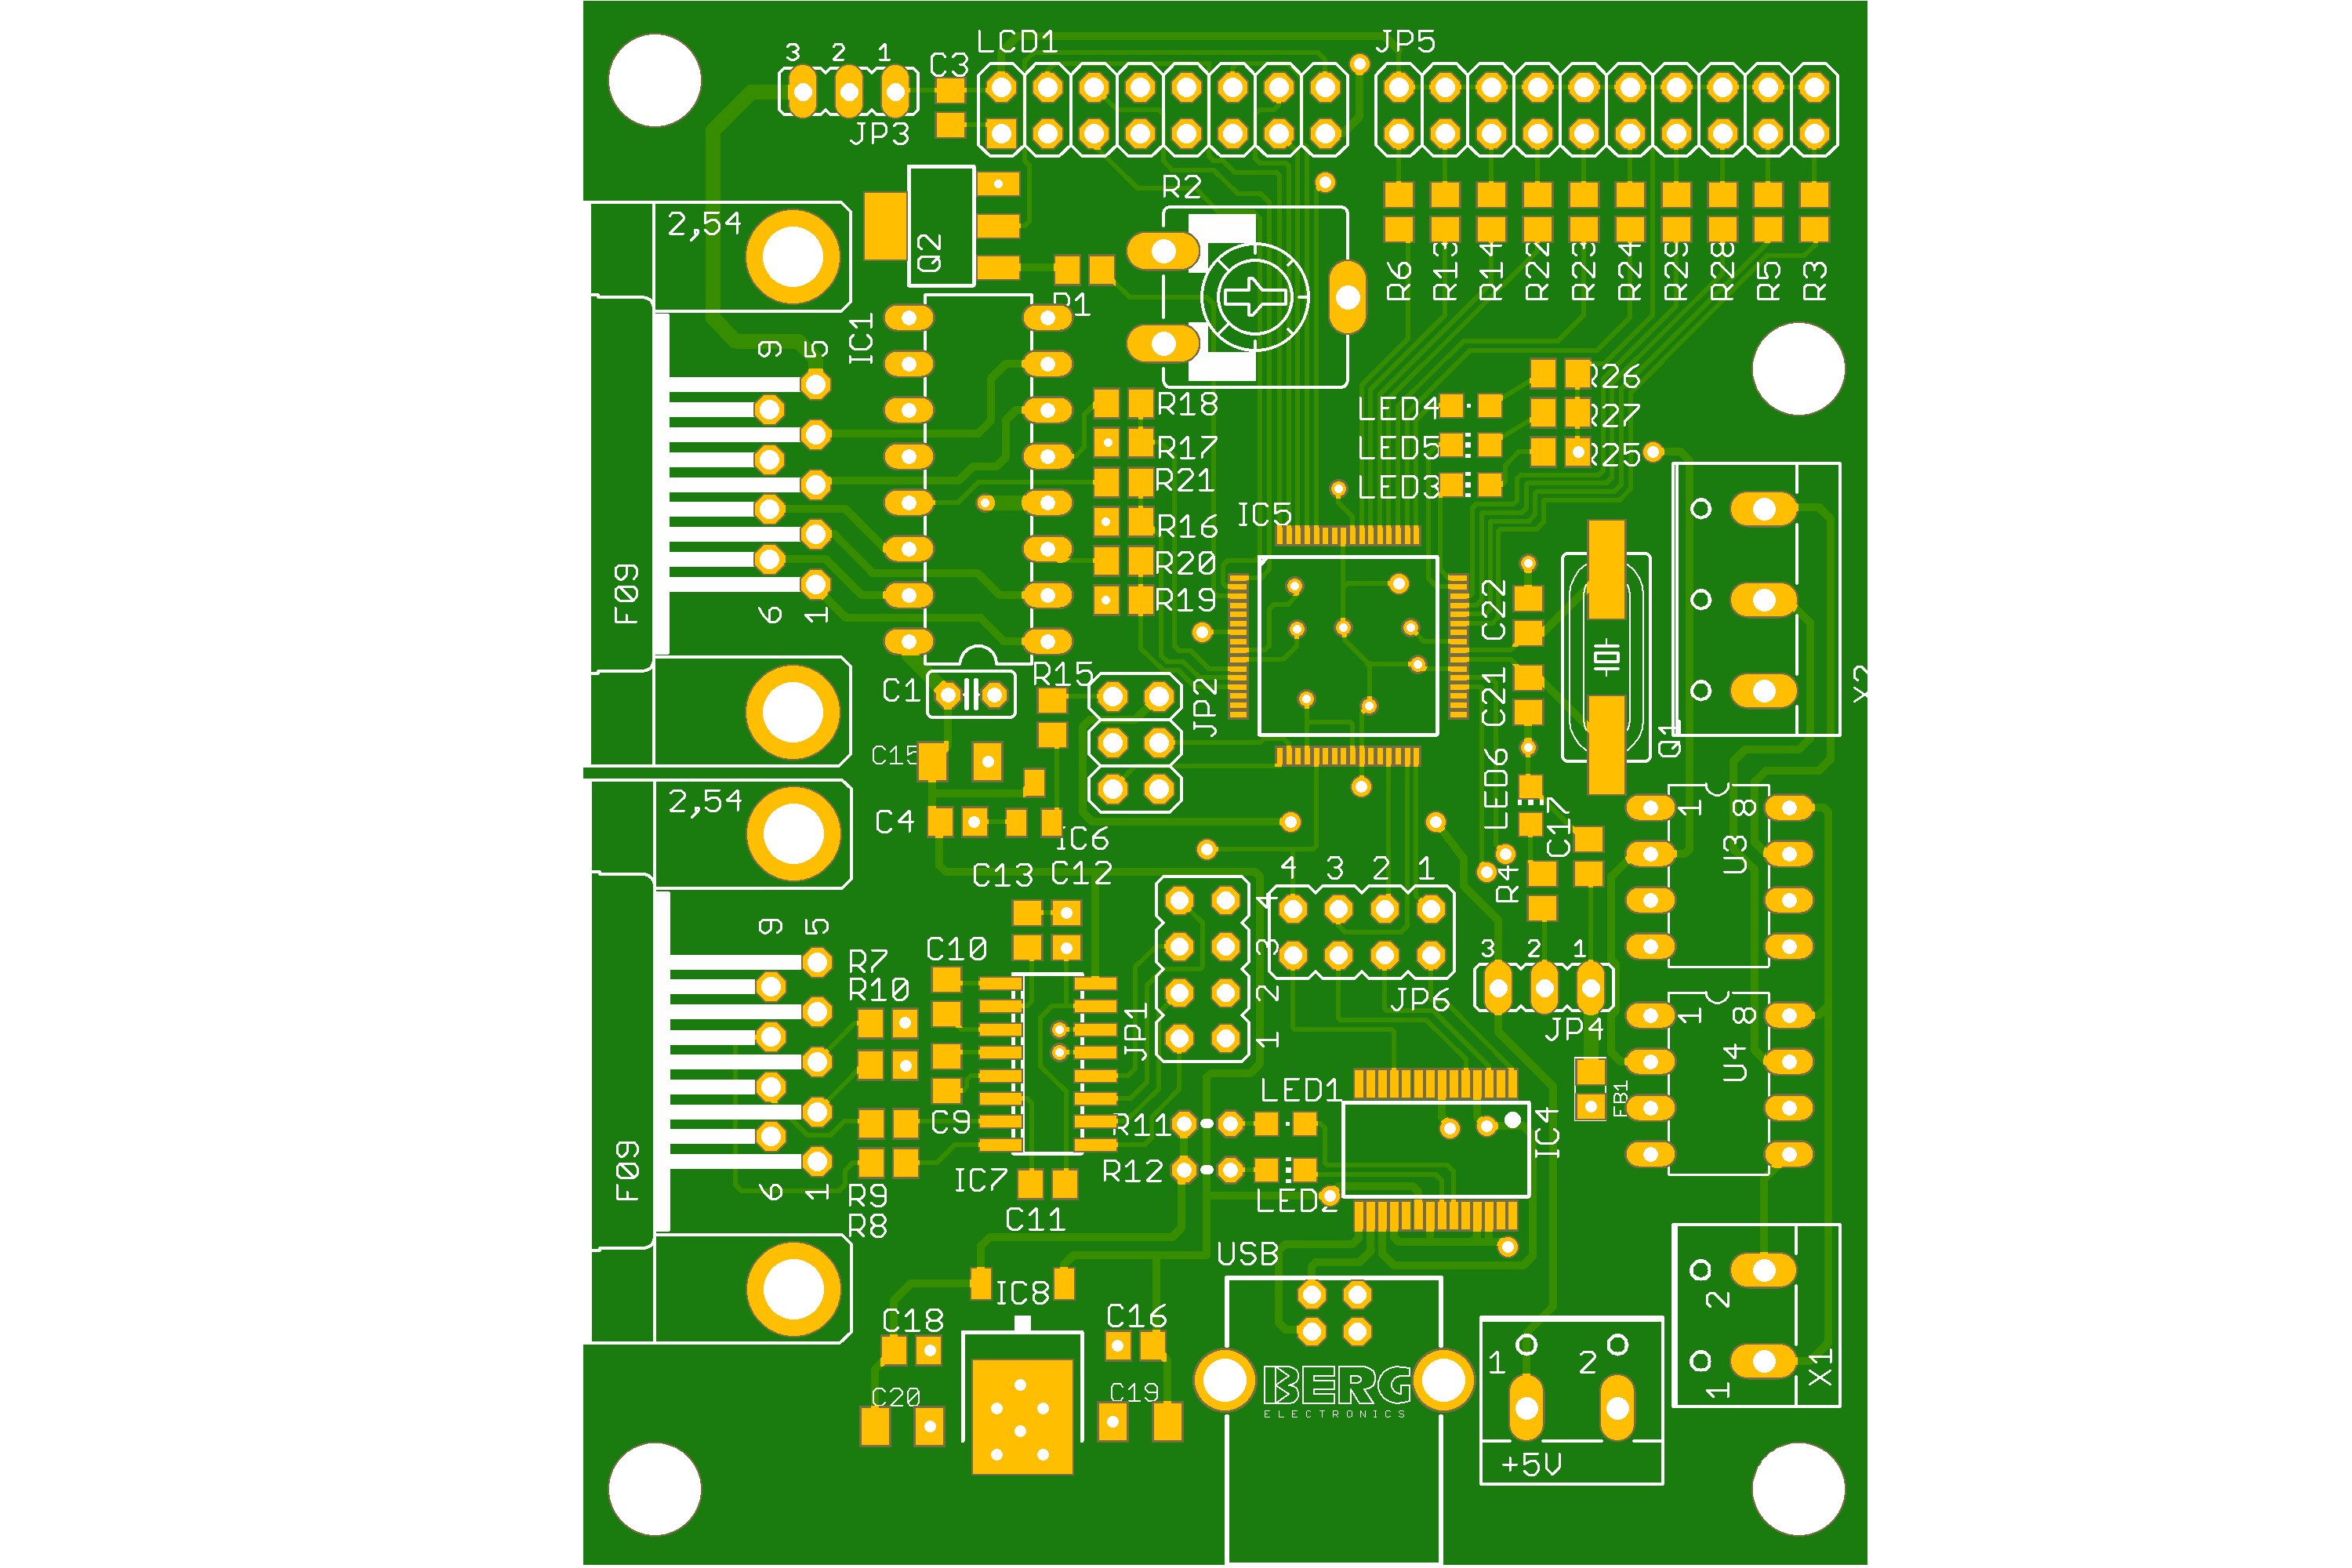 3 2 1
C3
LCD1
JP5
JP3
R2
2,54
Q2
R6
R13
R14
R22
R23
R24
R28
R5
R3
IC1
9 5
R18
R17
R21
R16
R20
R19
LED4
LED5
LED3
R26
R27
R25
IC5
F09
6 1
C22
C21
R15
C1
JP2
C15
X2
Q1
2,54
C4
IC6
LED6
C17
1 8
U3
C13
C12
4 3 2 1
R4
9 5
4
3
2
1
R7
R10
C10
3 2 1
JP6
JP4
JP1
1 8
U4
FB1
LED1
R11
C9
IC4
R12
F09
6 1
R9
R8
IC7
C11
LED2
USB
IC8
C18
C16
2
1
X1
1 2
C20
C19
BERG
ELECTRONICS
+5V